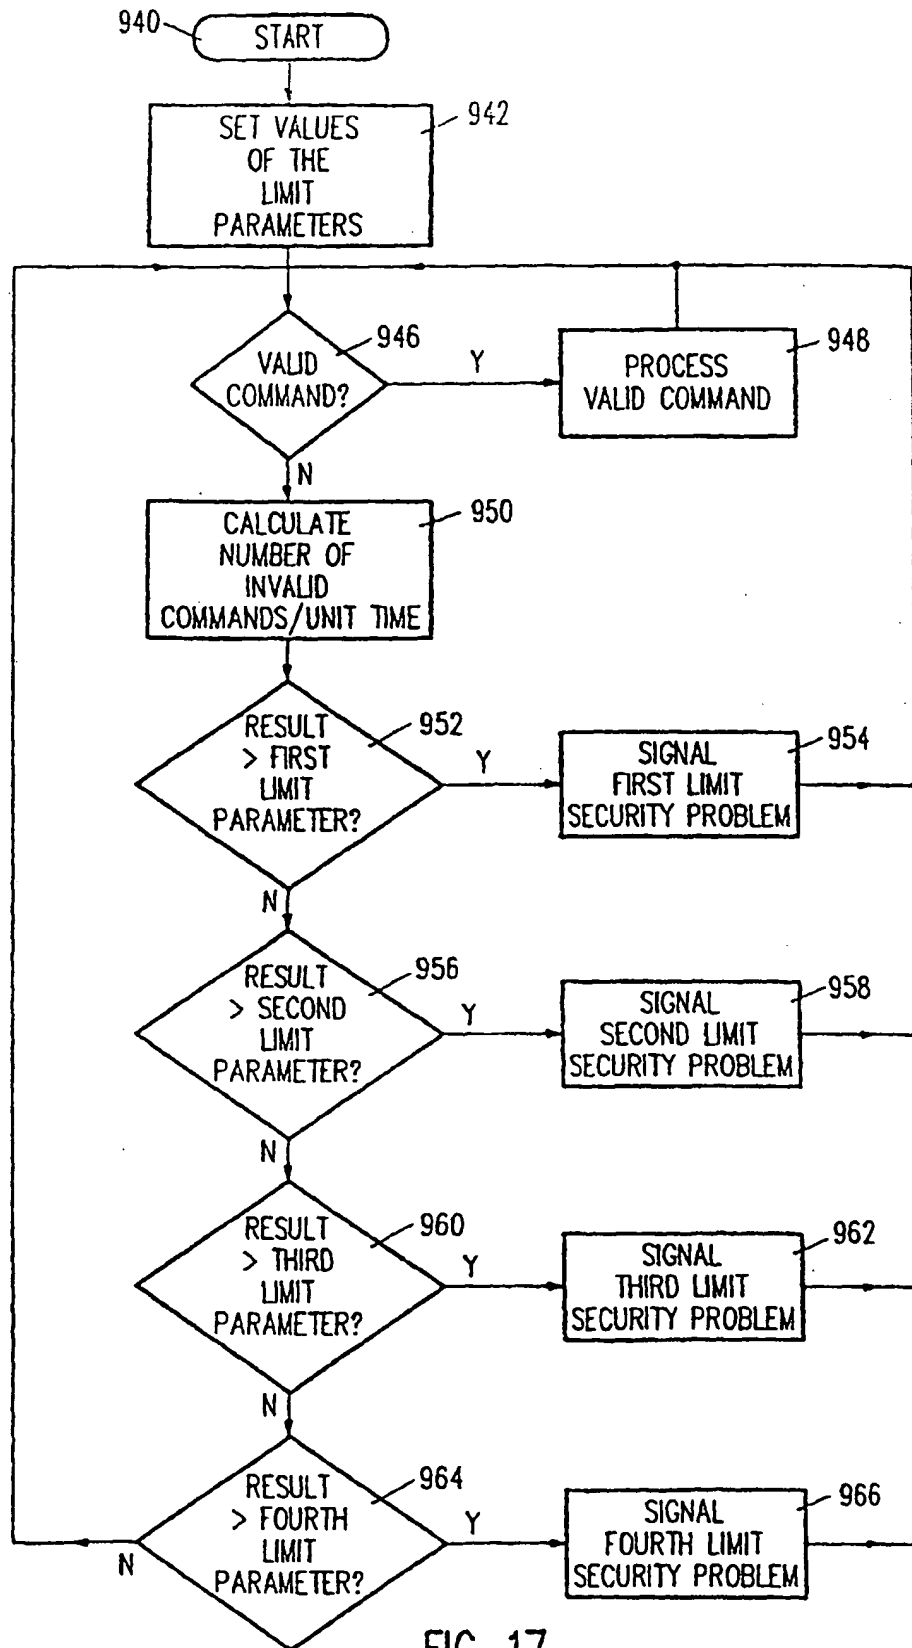 940
START
SET VALUES
OF THE
LIMIT
PARAMETERS
942
VALID
COMMAND?
946
Y
PROCESS
VALID COMMAND
948
N
CALCULATE
NUMBER OF
INVALID
COMMANDS/UNIT TIME
950
RESULT
> FIRST
LIMIT
PARAMETER?
952
Y
SIGNAL
FIRST LIMIT
SECURITY PROBLEM
954
N
RESULT
> SECOND
LIMIT
PARAMETER?
956
Y
SIGNAL
SECOND LIMIT
SECURITY PROBLEM
958
N
RESULT
> THIRD
LIMIT
PARAMETER?
960
Y
SIGNAL
THIRD LIMIT
SECURITY PROBLEM
962
N
RESULT
> FOURTH
LIMIT
PARAMETER?
964
Y
SIGNAL
FOURTH LIMIT
SECURITY PROBLEM
966
N
FIG. 17